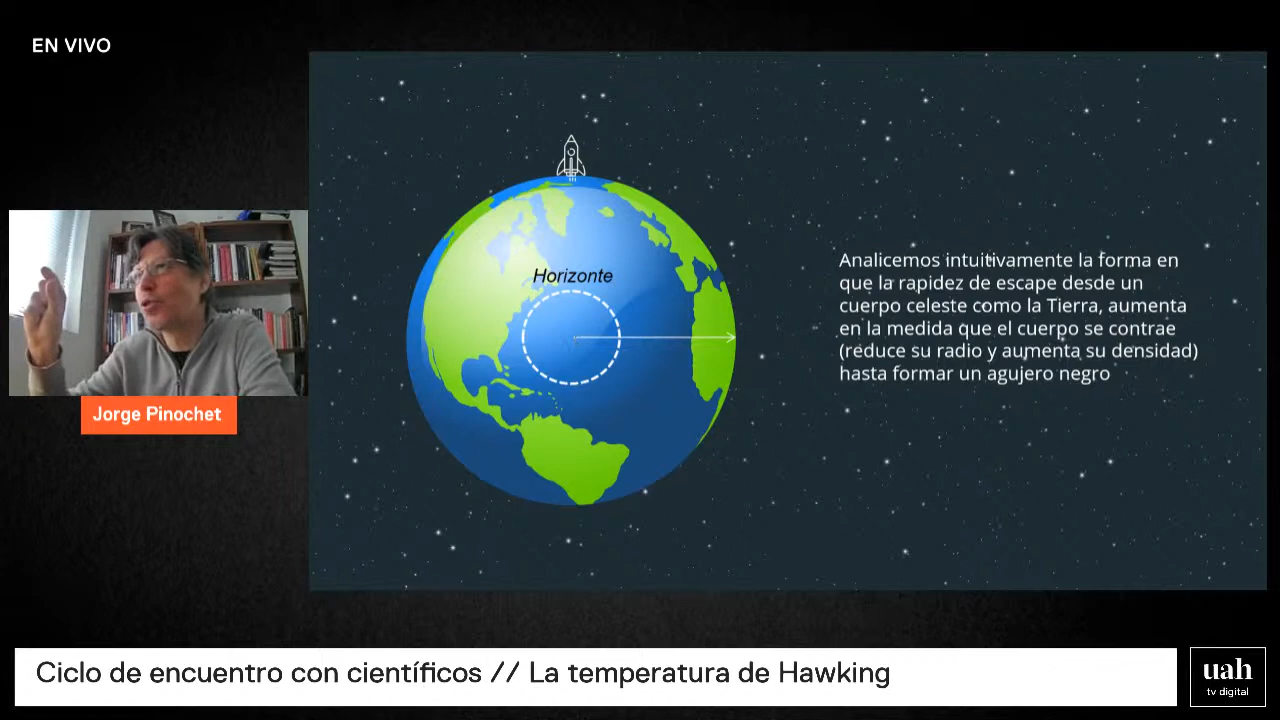 EN VIVO
Horizonte
Analicemos intuitivamente la forma en
que la rapidez de escape desde un
cuerpo celeste como la Tierra, aumenta
en la medida que el cuerpo se contrae
(reduce su radio y aumenta su densidad)
hasta formar un agujero negro
Jorge Pinochet
Ciclo de encuentro con científicos // La temperatura de Hawking
uah
tv digital